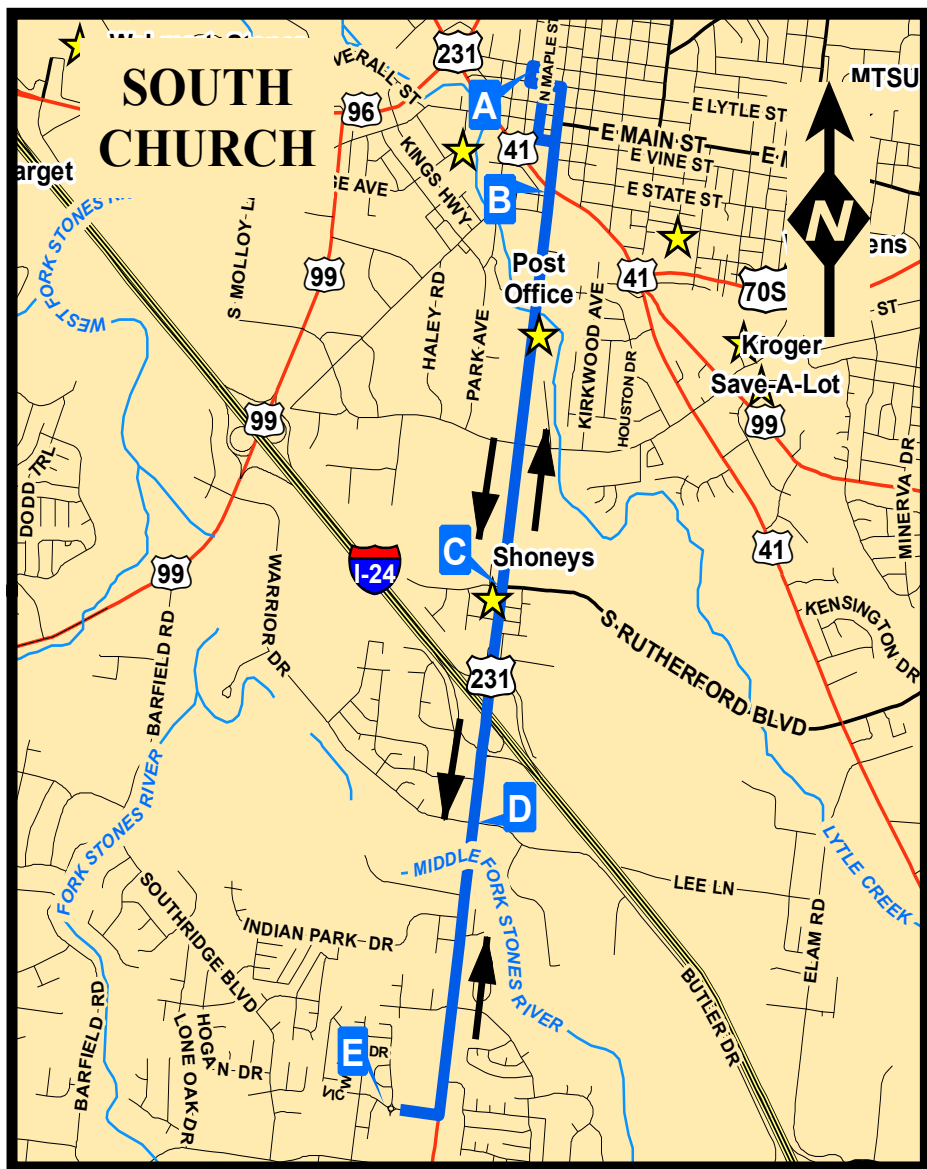 SOUTH
CHURCH
231
N MAPLE ST
MTSU
A
96
E LYTLE ST
E MAIN ST
41
E VINE ST
KINGS HWY
E STATE ST
B
S MOLLOY
99
Post
Office
41
70S
ST
HALEY RD
PARK AVE
KIRKWOOD AVE
HOUSTON DR
Kroger
Save-A-Lot
99
99
DODD TRL
MINERVA DR
C
Shoneys
41
99
I-24
WARRIOR DR
BARFIELD RD
KENSINGTON DR
S RUTHERFORD BLVD
231
D
MIDDLE FORK STONES RIVER
LYTLE CREEK
FORK STONES RIVER
WEST FORK STONES
LEE LN
SOUTHRIDGE BLVD
INDIAN PARK DR
ELAM RD
BUTLER DR
BARFIELD RD
HOGA
N DR
LONE OAK DR
E
DR
N